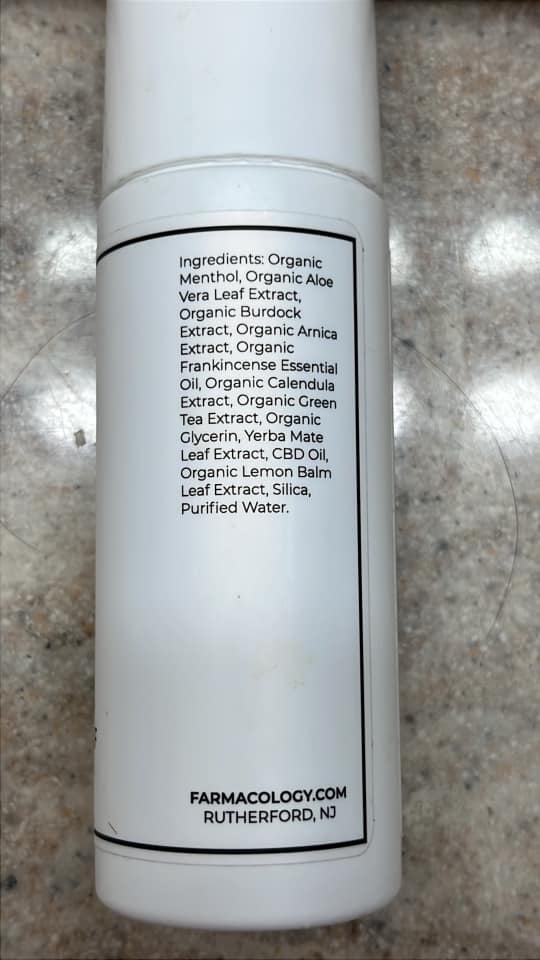 Ingredients: Organic
Menthol, Organic Aloe
Vera Leaf Extract,
Organic Burdock
Extract, Organic Arnica
Extract, Organic
Frankincense Essential
Oil, Organic Calendula
Extract, Organic Green
Tea Extract, Organic
Glycerin, Yerba Mate
Leaf Extract, CBD Oil,
Organic Lemon Balm
Leaf Extract, Silica,
Purified Water.
FARMACOLOGY.COM
RUTHERFORD, NJ